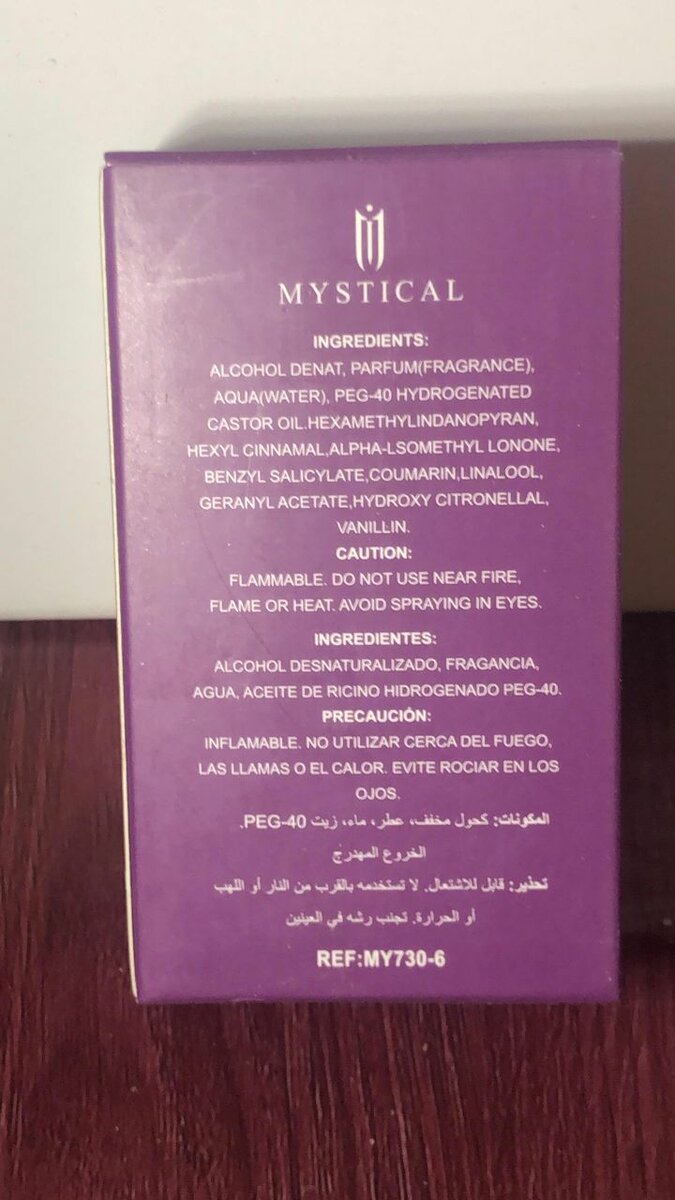 MYSTICAL
INGREDIENTS:
ALCOHOL DENAT, PARFUM(FRAGRANCE),
AQUA(WATER), PEG-40 HYDROGENATED
CASTOR OIL.HEXAMETHYLINDANOPYRAN,
HEXYL CINNAMAL,ALPHA-LSOMETHYL LONONE,
BENZYL SALICYLATE,COUMARIN,LINALOOL,
GERANYL ACETATE,HYDROXY CITRONELLAL,
VANILLIN.
CAUTION:
FLAMMABLE. DO NOT USE NEAR FIRE,
FLAME OR HEAT. AVOID SPRAYING IN EYES.
INGREDIENTES:
ALCOHOL DESNATURALIZADO, FRAGANCIA,
AGUA, ACEITE DE RICINO HIDROGENADO PEG-40.
PRECAUCIÓN:
INFLAMABLE. NO UTILIZAR CERCA DEL FUEGO,
LAS LLAMAS O EL CALOR. EVITE ROCIAR EN LOS
OJOS.
المكونات: كحول مخفف، عطر، ماء، زيت PEG-40.
الخروع المهدرج
تحذير: قابل للاشتعال. لا تستخدمه بالقرب من النار أو اللهب
أو الحرارة. تجنب رشه في العينين
REF:MY730-6